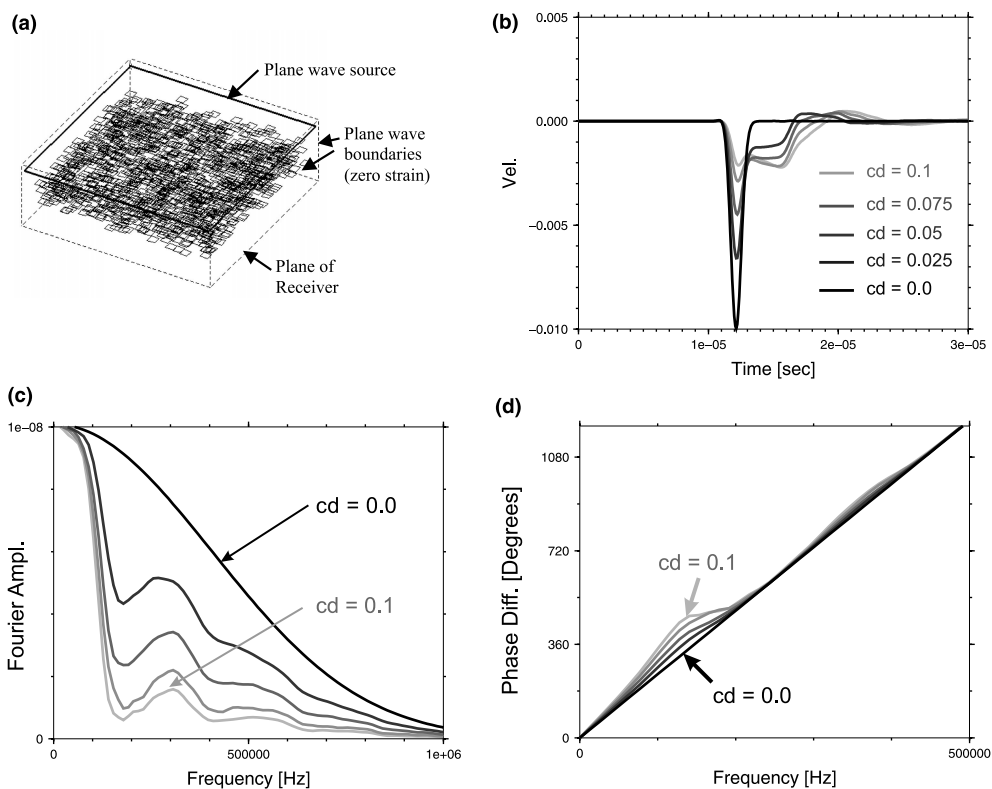 (a)
Plane wave source
Plane wave
boundaries
(zero strain)
Plane of
Receiver
(b)
0.005
0.000
−0.005
−0.010
Vel.
cd = 0.1
cd = 0.075
cd = 0.05
cd = 0.025
cd = 0.0
0
1e−05
2e−05
3e−05
Time [sec]
(c)
1e−08
0
Fourier Ampl.
cd = 0.0
cd = 0.1
0
500000
1e+06
Frequency [Hz]
(d)
1080
720
360
0
Phase Diff. [Degrees]
cd = 0.1
cd = 0.0
0
500000
Frequency [Hz]